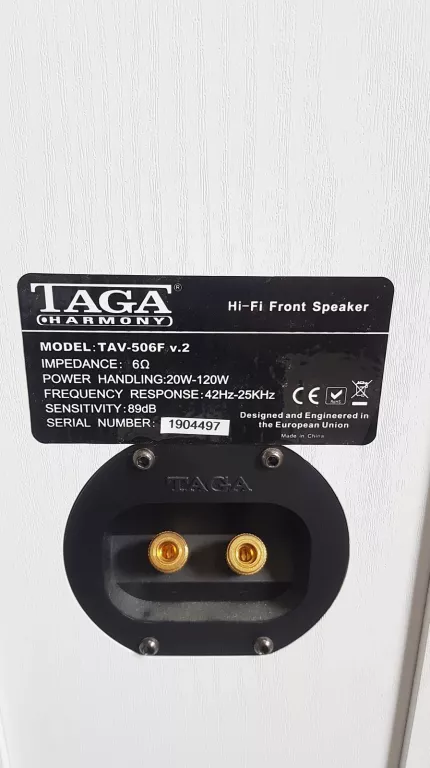 TAGA®
HARMONY
Hi-Fi Front Speaker
MODEL:TAV-506F v.2
IMPEDANCE: 6Ω
POWER HANDLING:20W-120W
FREQUENCY RESPONSE:42Hz-25KHz
SENSITIVITY:89dB
SERIAL NUMBER: 1904497
CE
RoHS
Designed and Engineered in
the European Union
Made in China
TAGA